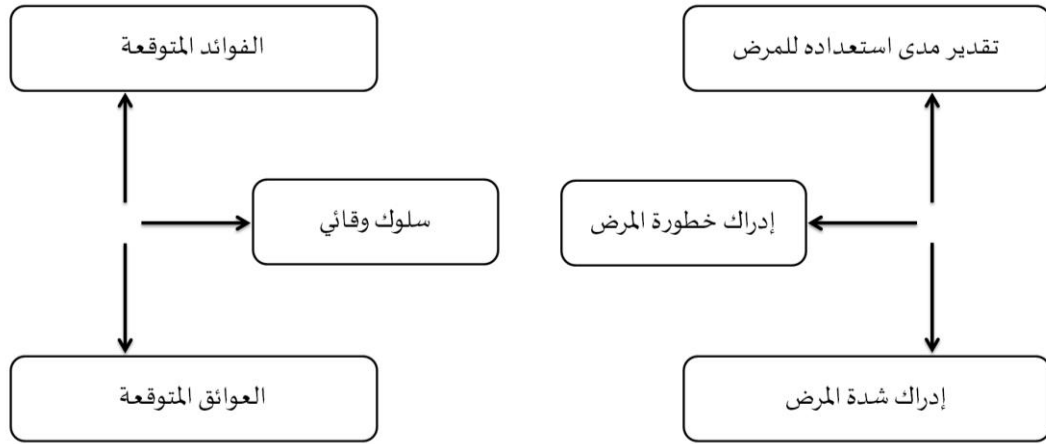 تقدير مدى استعداده للمرض
الفوائد المتوقعة
إدراك خطورة المرض
سلوك وقائي
إدراك شدة المرض
العوائق المتوقعة